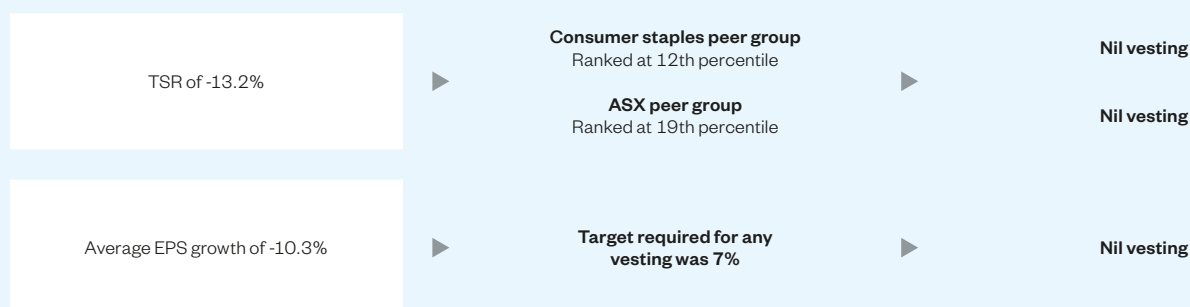 TSR of -13.2%
Consumer staples peer group
Ranked at 12th percentile
Nil vesting
ASX peer group
Ranked at 19th percentile
Nil vesting
Average EPS growth of -10.3%
Target required for any
vesting was 7%
Nil vesting